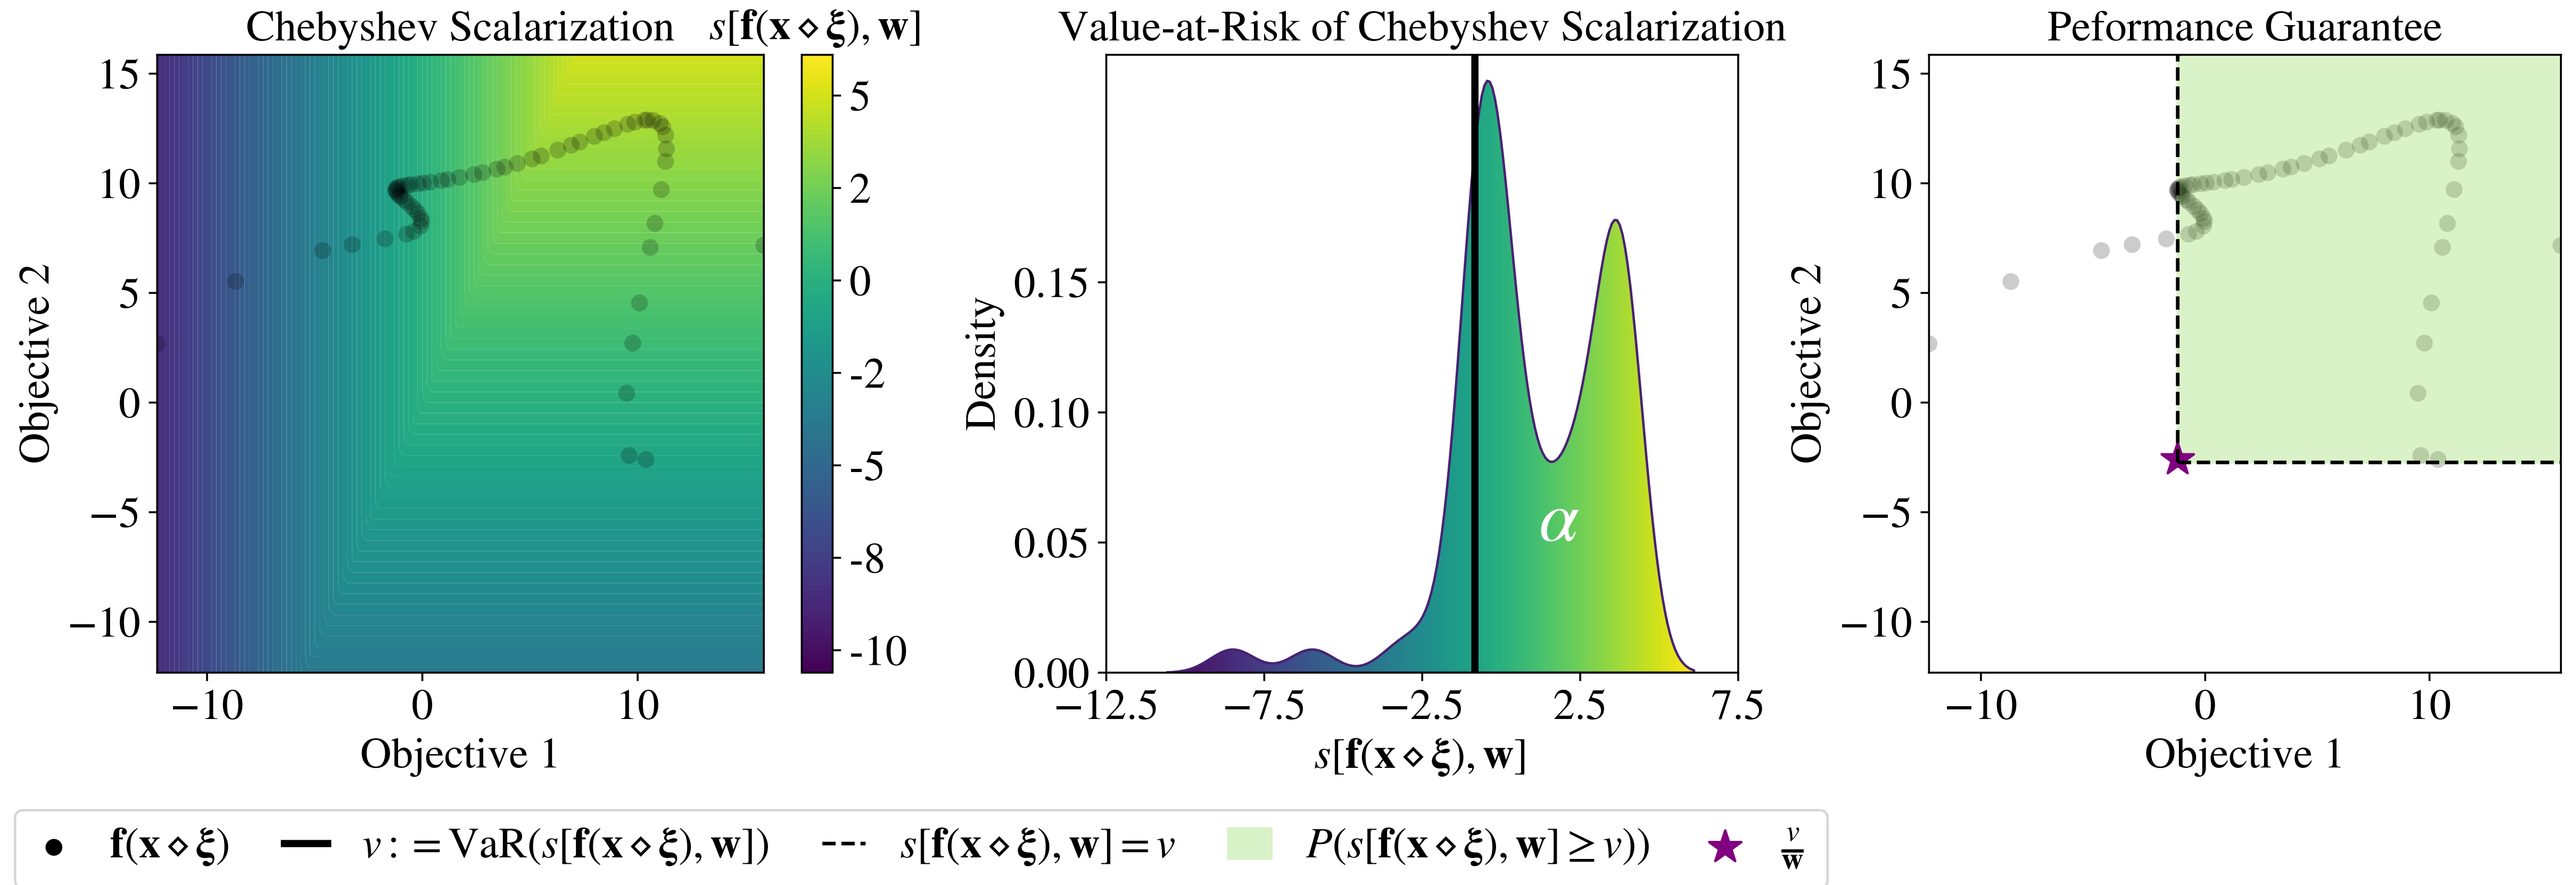 Chebyshev Scalarization
s[f(x ⋄ ξ), w]
15
10
5
0
−5
−10
Objective 2
−10
0
10
Objective 1
5
2
0
-2
-5
-8
-10
Value-at-Risk of Chebyshev Scalarization
0.15
0.10
0.05
0.00
Density
α
−12.5
−7.5
−2.5
2.5
7.5
s[f(x ⋄ ξ), w]
Peformance Guarantee
15
10
5
0
−5
−10
Objective 2
−10
0
10
Objective 1
f(x ⋄ ξ)
v := VaR(s[f(x ⋄ ξ), w])
s[f(x ⋄ ξ), w] = v
P(s[f(x ⋄ ξ), w] ≥ v))
v
w